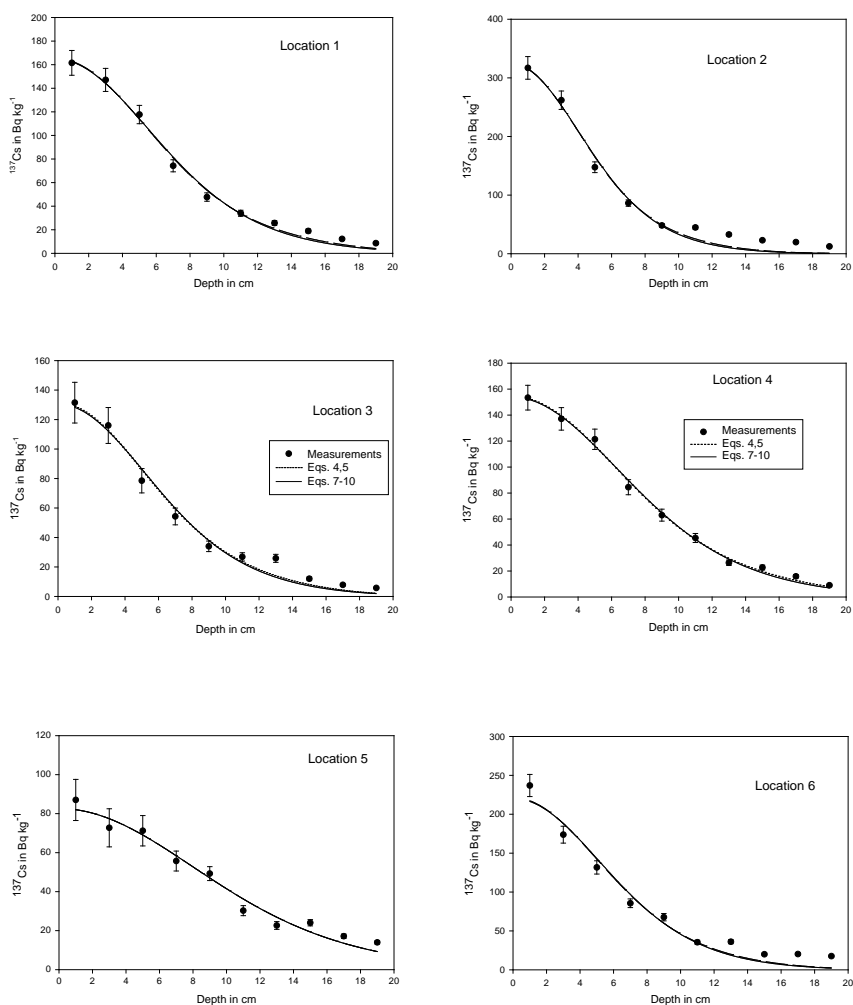 Location 1
137Cs in Bq kg-1
200
180
160
140
120
100
80
60
40
20
0
0 2 4 6 8 10 12 14 16 18 20
Depth in cm
Location 2
137Cs in Bq kg-1
400
300
200
100
0
0 2 4 6 8 10 12 14 16 18 20
Depth in cm
Location 3
137Cs in Bq kg-1
160
140
120
100
80
60
40
20
0
Measurements
Eqs. 4,5
Eqs. 7-10
0 2 4 6 8 10 12 14 16 18 20
Depth in cm
Location 4
137Cs in Bq kg-1
180
160
140
120
100
80
60
40
20
0
Measurements
Eqs. 4,5
Eqs. 7-10
0 2 4 6 8 10 12 14 16 18 20
Depth in cm
Location 5
137Cs in Bq kg-1
120
100
80
60
40
20
0
0 2 4 6 8 10 12 14 16 18 20
Depth in cm
Location 6
137Cs in Bq kg-1
300
250
200
150
100
50
0
0 2 4 6 8 10 12 14 16 18 20
Depth in cm